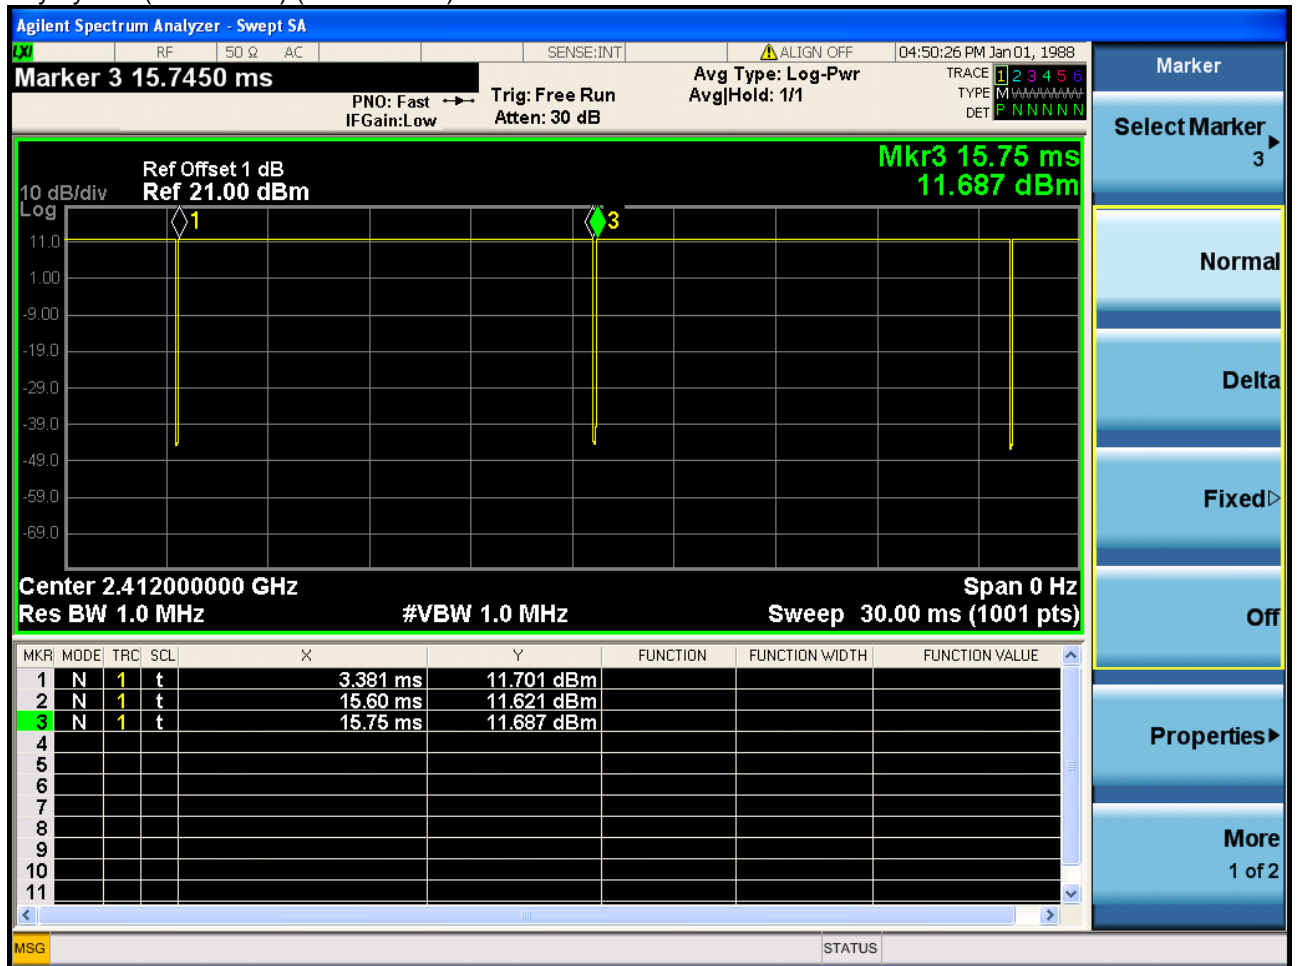 Agilent Spectrum Analyzer - Swept SA
LXI RF 50 Ω AC SENSE:INT ALIGN OFF 04:50:26 PM Jan 01, 1988
Marker 3 15.7450 ms
PNO: Fast
IFGain:Low
Trig: Free Run
Atten: 30 dB
Avg Type: Log-Pwr
Avg|Hold: 1/1
TRACE 1 2 3 4 5 6
TYPE M
DET P N N N N N
Mkr3 15.75 ms
11.687 dBm
Ref Offset 1 dB
10 dB/div Ref 21.00 dBm
Log
1
3
11.0
1.00
-9.00
-19.0
-29.0
-39.0
-49.0
-59.0
-69.0
Center 2.412000000 GHz Span 0 Hz
Res BW 1.0 MHz #VBW 1.0 MHz Sweep 30.00 ms (1001 pts)
MKR MODE TRC SCL X Y FUNCTION FUNCTION WIDTH FUNCTION VALUE
1 N 1 t 3.381 ms 11.701 dBm
2 N 1 t 15.60 ms 11.621 dBm
3 N 1 t 15.75 ms 11.687 dBm
4
5
6
7
8
9
10
11
MSG STATUS
Marker
Select Marker
3
Normal
Delta
Fixed
Off
Properties
More
1 of 2